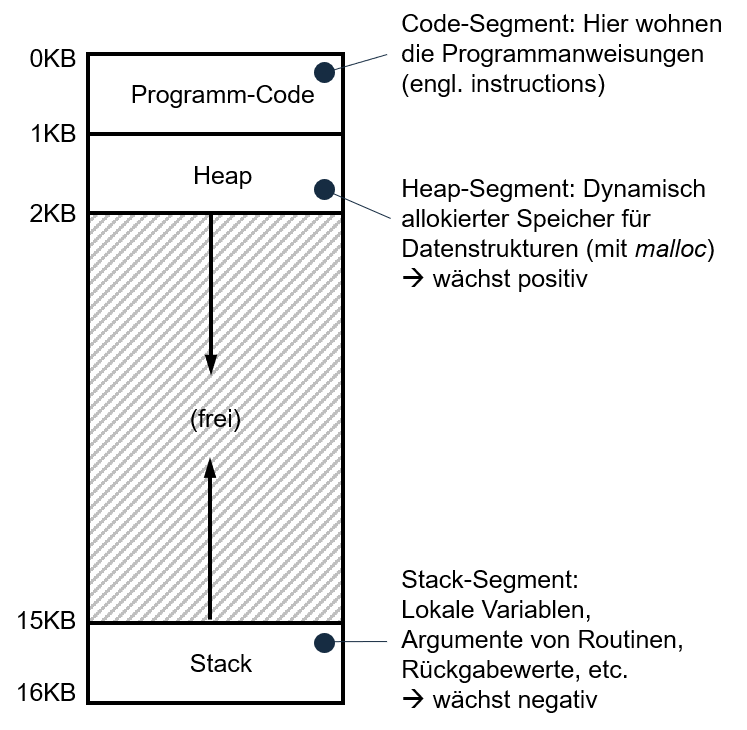 Code-Segment: Hier wohnen
die Programmanweisungen
(engl. instructions)
0KB
Programm-Code
1KB
Heap
Heap-Segment: Dynamisch
allokierter Speicher für
Datenstrukturen (mit malloc)
→ wächst positiv
2KB
(frei)
Stack-Segment:
Lokale Variablen,
Argumente von Routinen,
Rückgabewerte, etc.
→ wächst negativ
15KB
Stack
16KB